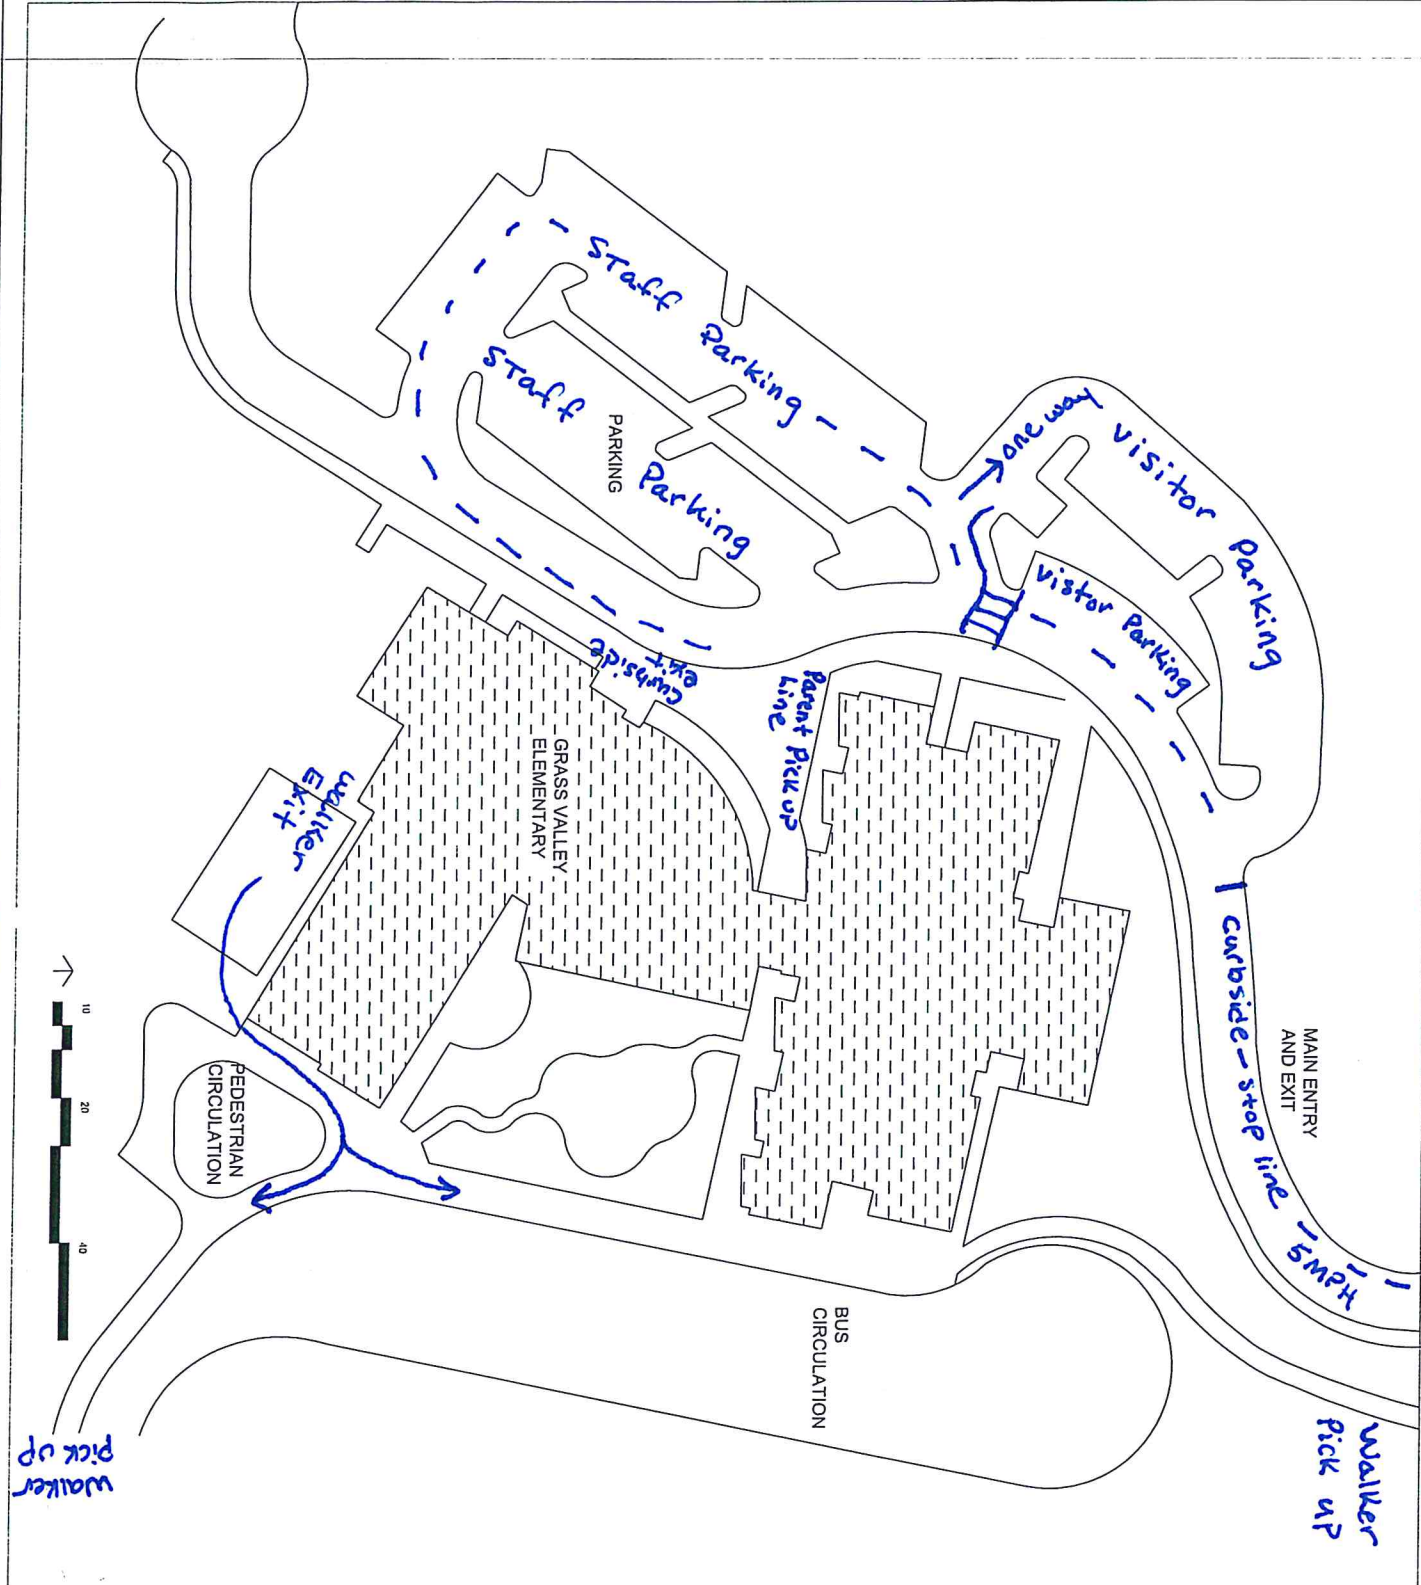 STaff Parking
STaff Parking
PARKING
one way
visitor Parking
vistor Parking
curbside
exit
Parent Pick up
Line
GRASS VALLEY
ELEMENTARY
walker
Exit
curbside - stop line
5MPH
MAIN ENTRY
AND EXIT
PEDESTRIAN
CIRCULATION
BUS
CIRCULATION
10
20
40
Walker
Pick up
Walker
Pick up